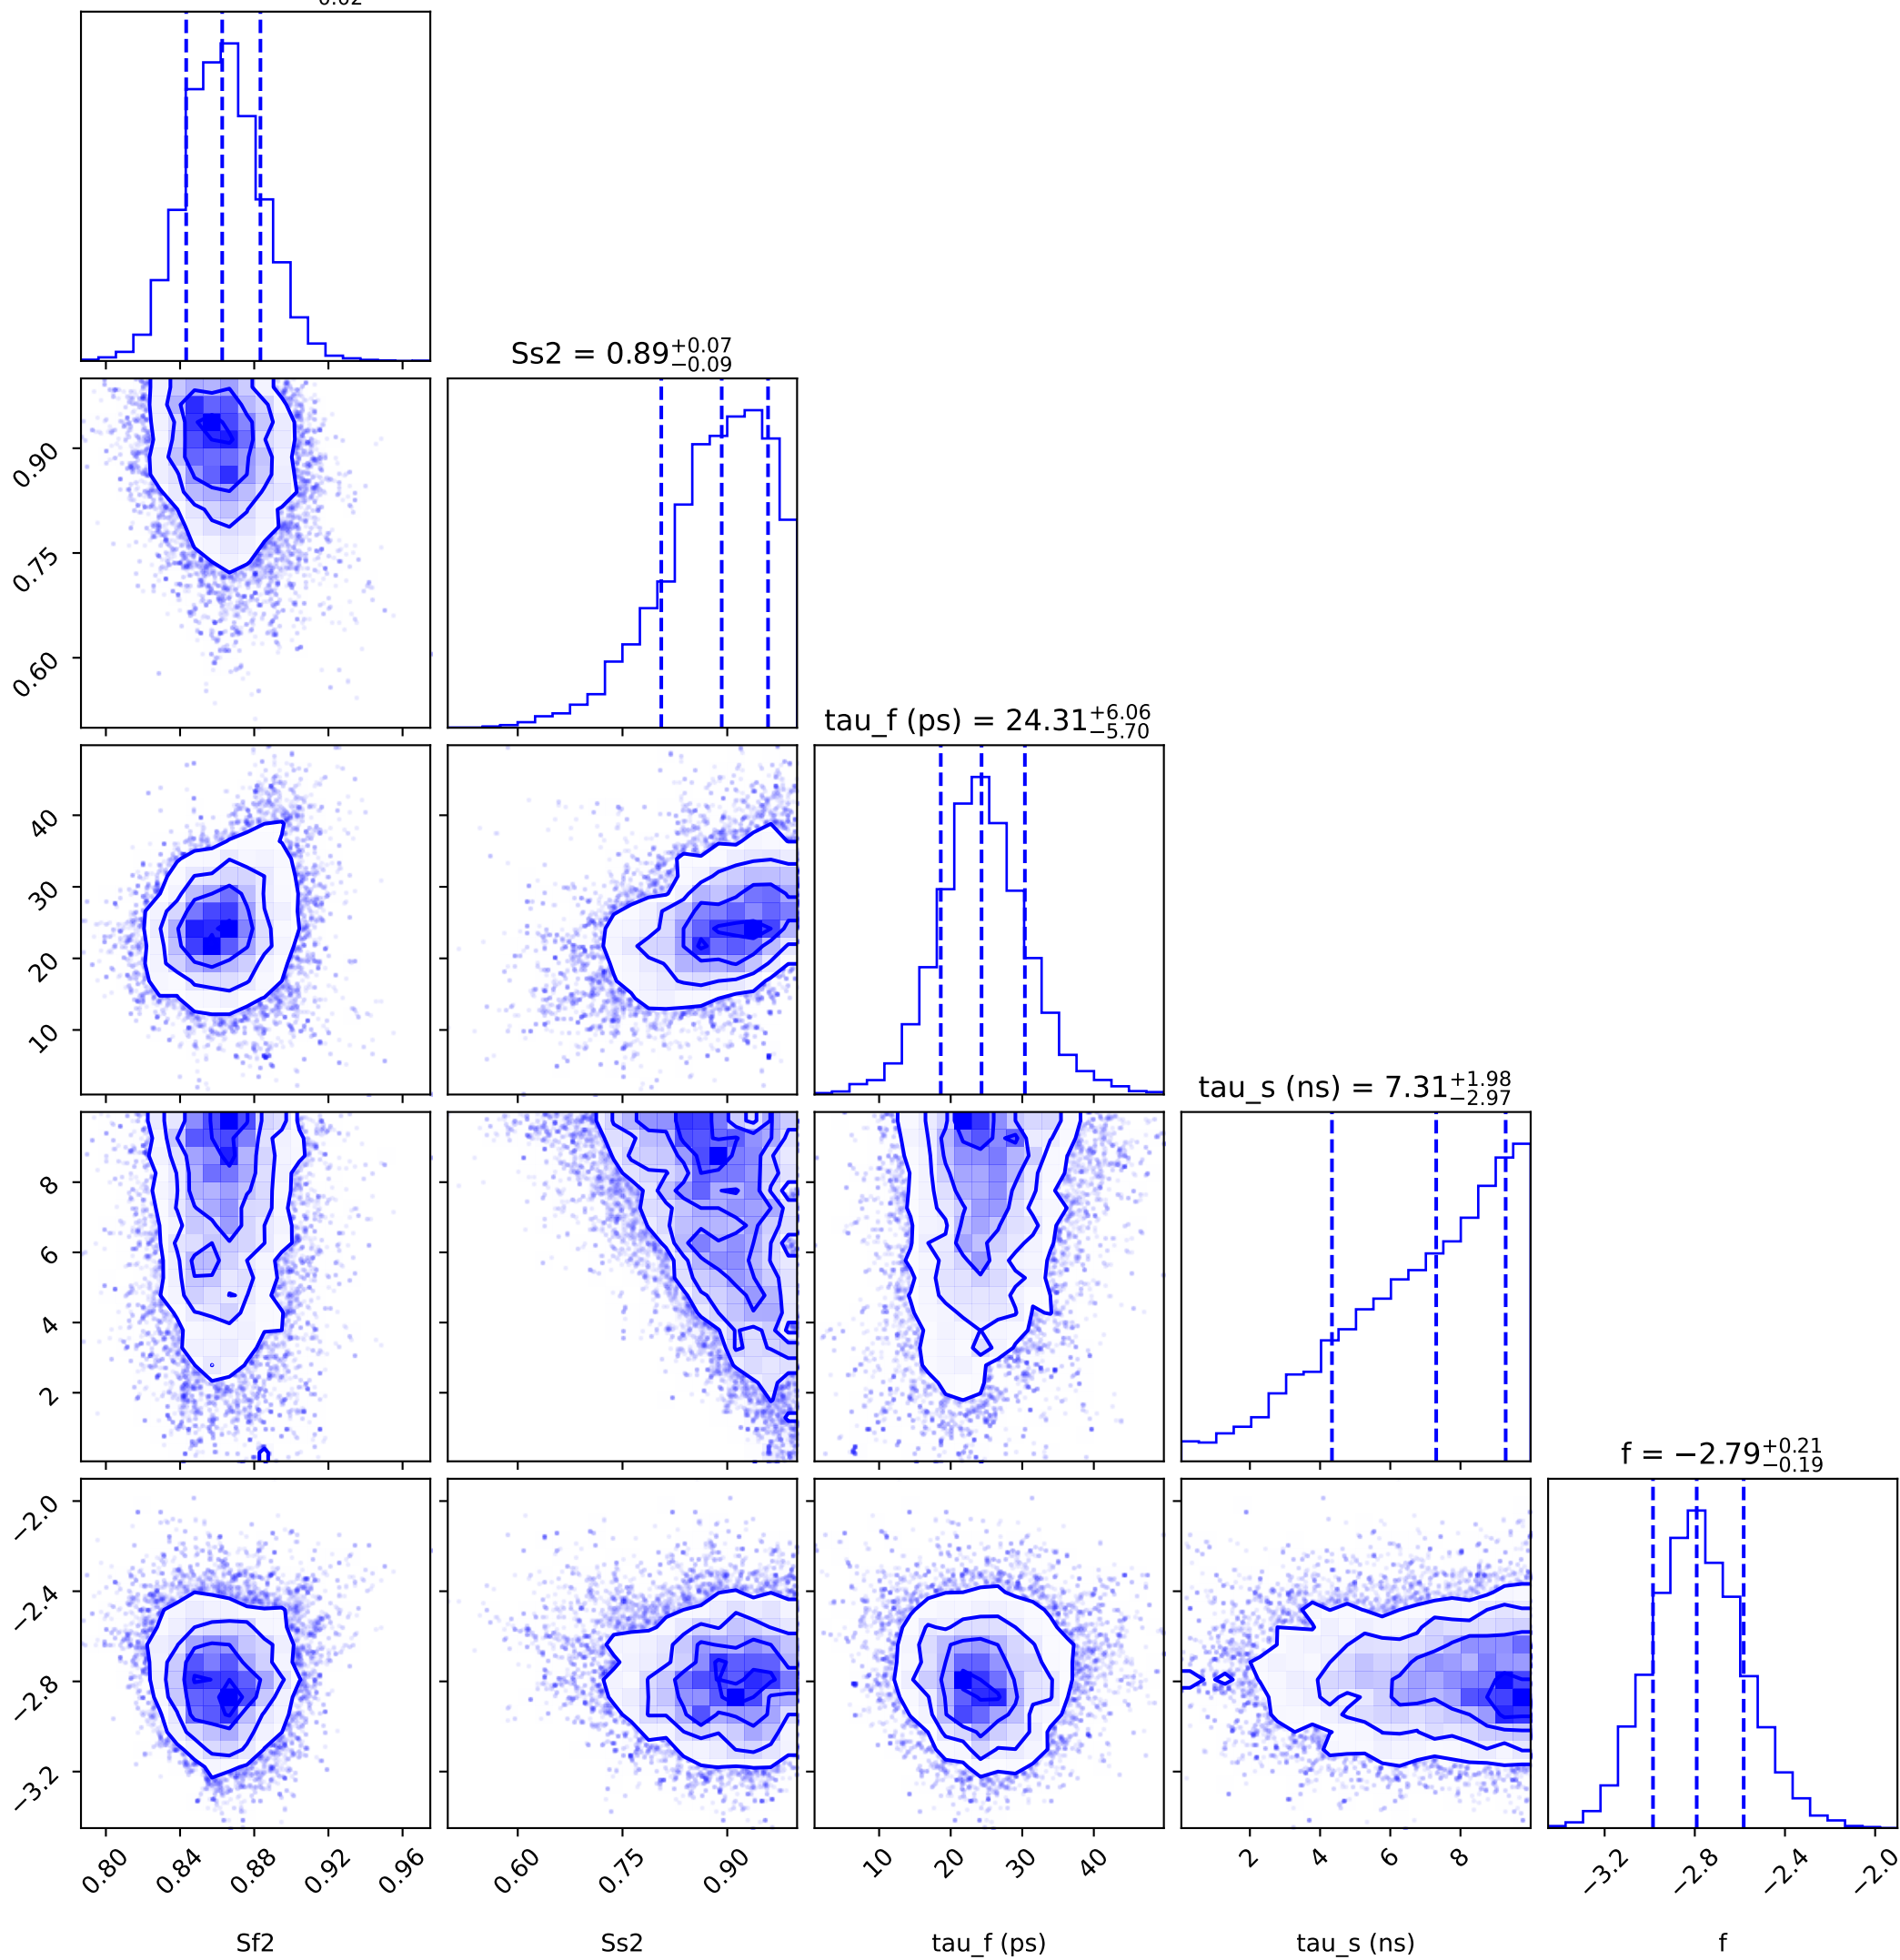 Ss2 = 0.89 +0.07 −0.09
0.90
0.75
0.60
tau_f (ps) = 24.31 +6.06 −5.70
40
30
20
10
tau_s (ns) = 7.31 +1.98 −2.97
8
6
4
2
f = −2.79 +0.21 −0.19
−2.0
−2.4
−2.8
−3.2
0.80 0.84 0.88 0.92 0.96 0.60 0.75 0.90 10 20 30 40 2 4 6 8 −3.2 −2.8 −2.4 −2.0
Sf2 Ss2 tau_f (ps) tau_s (ns) f